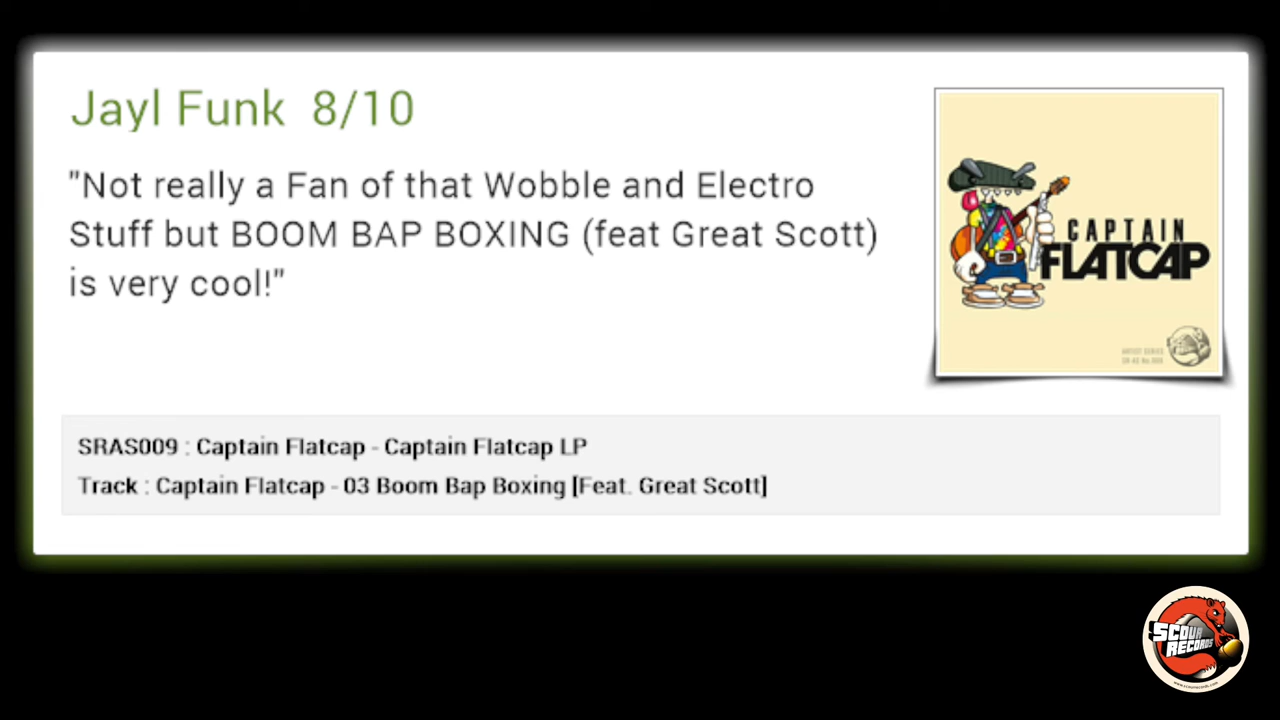 Jayl Funk 8/10
"Not really a Fan of that Wobble and Electro
Stuff but BOOM BAP BOXING (feat Great Scott)
is very cool!"
CAPTAIN
FLATCAP
ARTIST SERIES
SRAS009 : Captain Flatcap - Captain Flatcap LP
Track : Captain Flatcap - 03 Boom Bap Boxing [Feat. Great Scott]
SCOUR
RECORDS